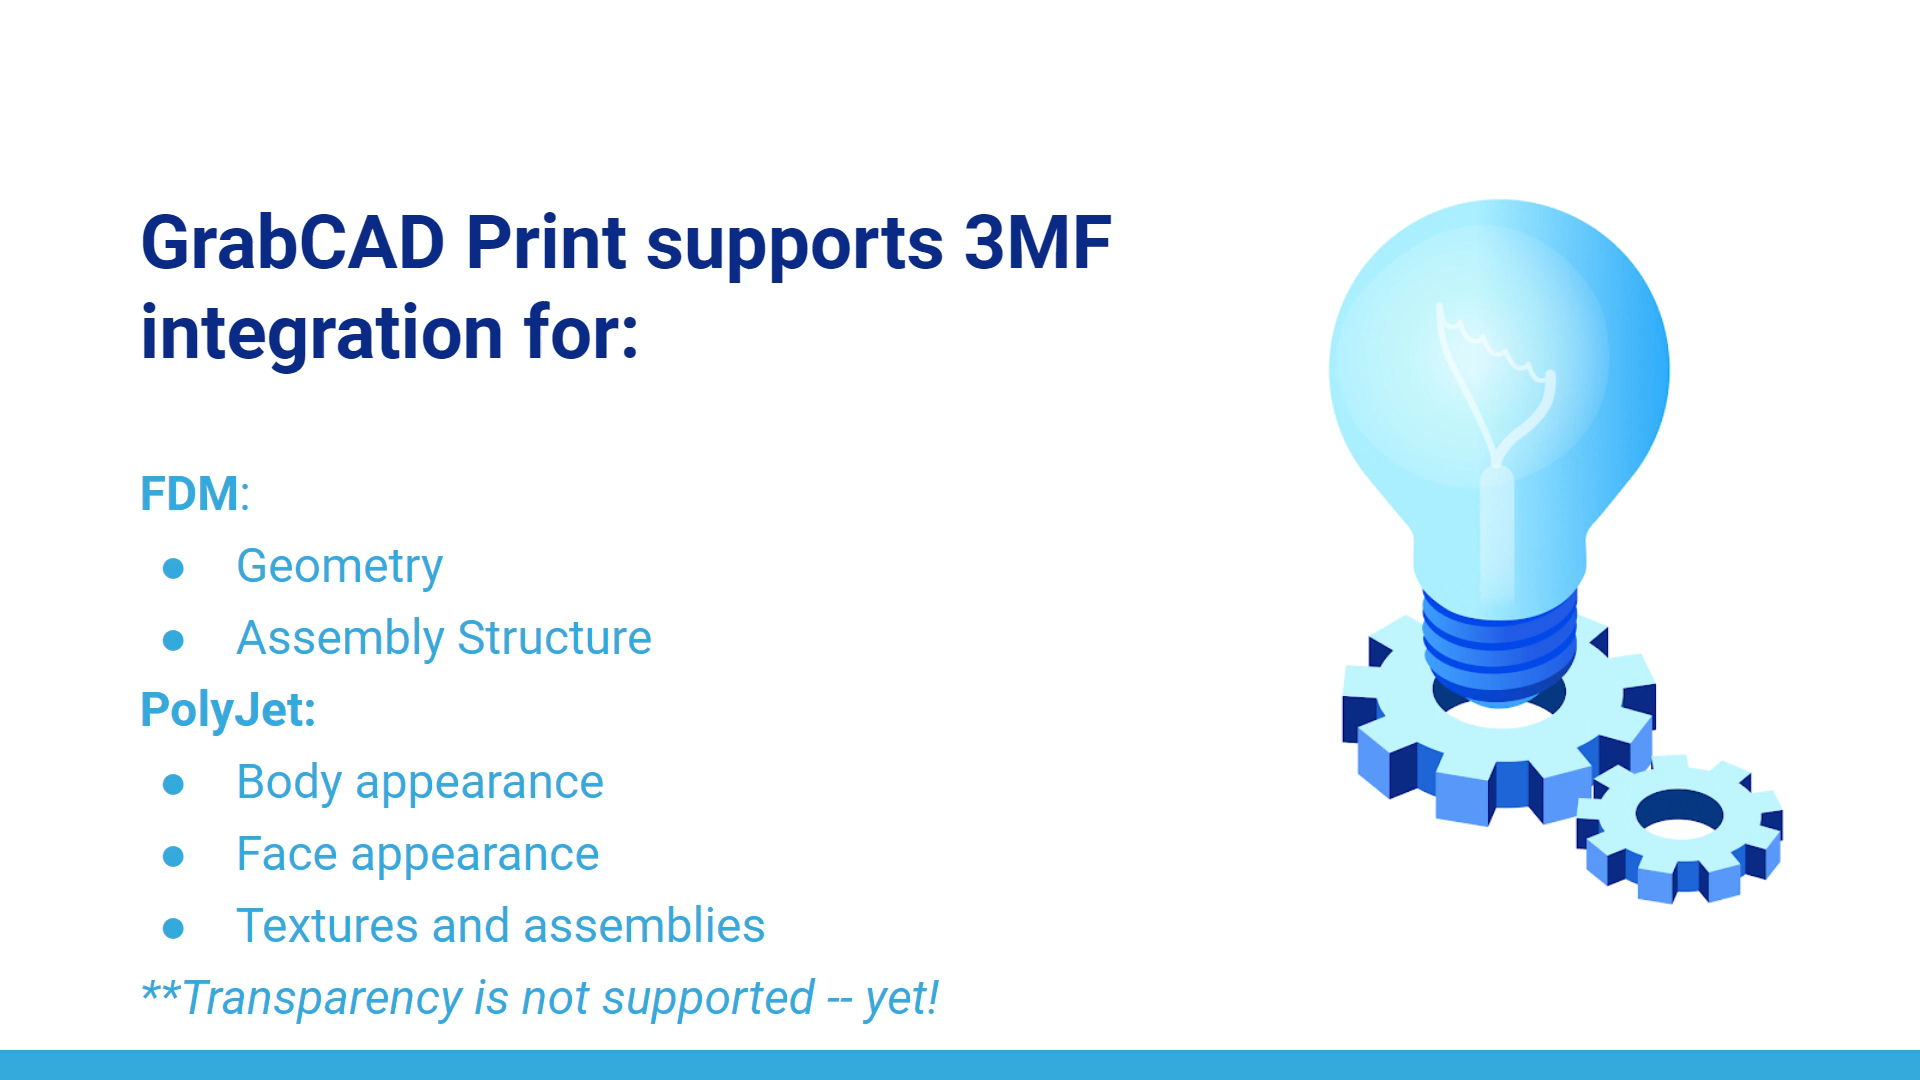 GrabCAD Print supports 3MF
integration for:
FDM:
● Geometry
● Assembly Structure
PolyJet:
● Body appearance
● Face appearance
● Textures and assemblies
**Transparency is not supported -- yet!